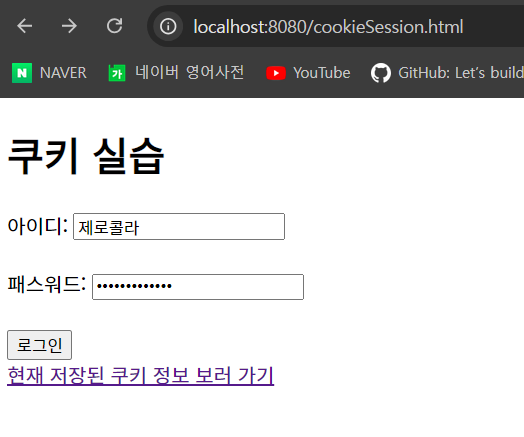 localhost:8080/cookieSession.html
NAVER 네이버 영어사전 YouTube GitHub: Let's build
쿠키 실습
아이디: 제로콜라
패스워드: •••••••••••••
로그인
현재 저장된 쿠키 정보 보러 가기